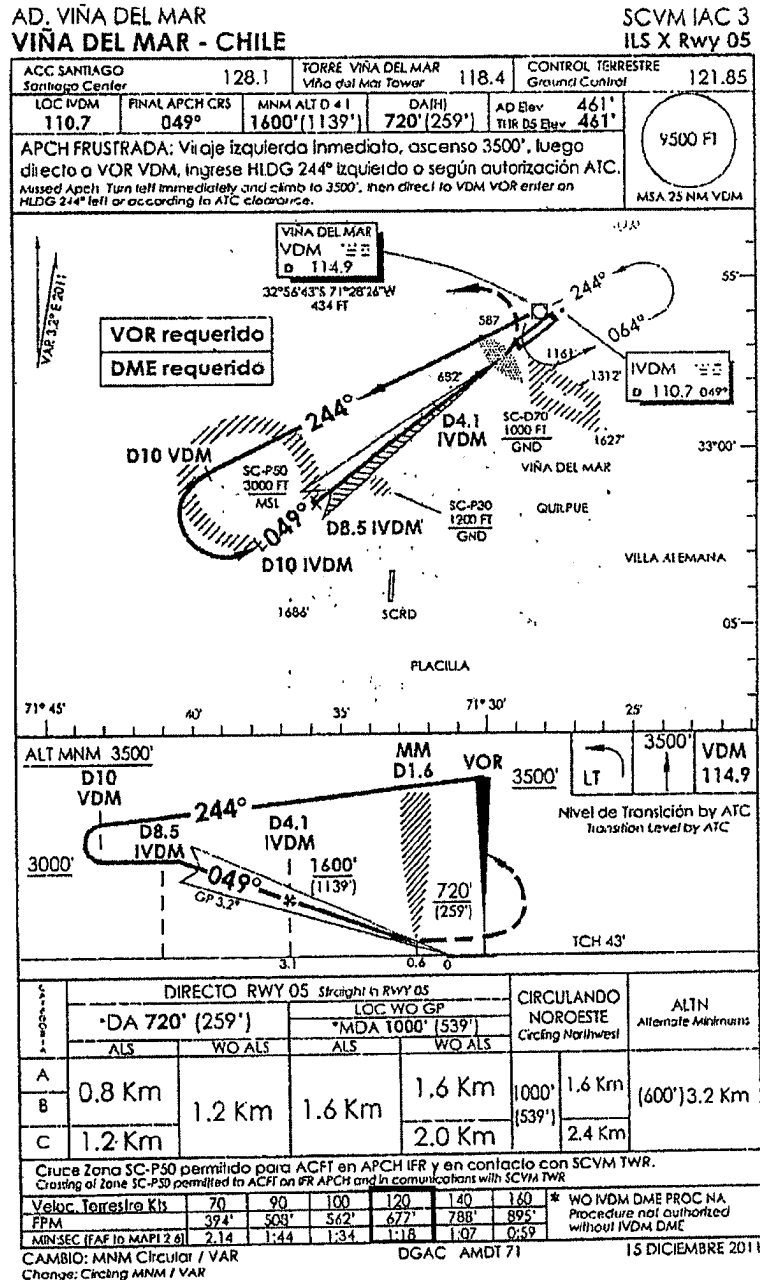 AD. VIÑA DEL MAR
SCVM IAC 3
VIÑA DEL MAR - CHILE
ILS X Rwy 05
ACC SANTIAGO
Santiago Center
128.1
TORRE VIÑA DEL MAR
Viña del Mar Tower
118.4
CONTROL TERRESTRE
Ground Control
121.85
LOC IVDM
110.7
FINAL APCH CRS
049°
MNM ALT D 4 1
1600'(1139')
DA(H)
720'(259')
AD Elev 461'
THR 05 Elev 461'
9500 FT
MSA 25 NM VDM
APCH FRUSTRADA: Viraje izquierda inmediato, ascenso 3500', luego
directo a VOR VDM, ingrese HLDG 244° izquierdo o según autorización ATC.
Missed Apch Turn left immediately and climb to 3500', then direct to VDM VOR enter on
HLDG 244° left or according to ATC clearance.
VIÑA DEL MAR
VDM
D 114.9
32°56'43"S 71°28'26"W
434 FT
VAR 3.2° E 2011
55'
VOR requerido
DME requerido
587
244°
064°
1161'
1312'
1627'
682'
IVDM
D 110.7 049°
244°
D4.1
IVDM
SC-D70
1000 FT
GND
33°00'
VIÑA DEL MAR
D10 VDM
SC-P50
3000 FT
MSL
SC-P30
1200 FT
GND
QUILPUE
049°
D8.5 IVDM
D10 IVDM
VILLA ALEMANA
1686'
SCRD
05'
PLACILLA
71° 45'
40'
35'
71° 30'
25'
ALT MNM 3500'
D10
VDM
MM
D1.6
VOR
3500'
LT
3500'
VDM
114.9
244°
Nivel de Transición by ATC
Transition Level by ATC
D8.5
IVDM
D4.1
IVDM
3000'
049°
GP 3.2°
1600'
(1139')
720'
(259')
TCH 43'
3.1
0.6
0
CATEGORIA
DIRECTO RWY 05 Straight in RWY 05
CIRCULANDO
NOROESTE
Circling Northwest
ALTN
Alternate Minimums
*DA 720' (259')
LOC WO GP
*MDA 1000' (539')
ALS
WO ALS
ALS
WO ALS
A
B
C
0.8 Km
1.2 Km
1.2 Km
1.6 Km
1.6 Km
2.0 Km
1000'
(539')
1.6 Km
2.4 Km
(600')3.2 Km
Cruce Zona SC-P50 permitido para ACFT en APCH IFR y en contacto con SCVM TWR.
Crossing of Zone SC-P50 permitted to ACFT on IFR APCH and in comunications with SCVM TWR
Veloc. Terrestre Kts 70 90 100 120 140 160
FPM 394' 508' 562' 677' 788' 895'
MIN:SEC (FAF to MAPt 2 6) 2.14 1:44 1:34 1:18 1:07 0:59
* WO IVDM DME PROC NA
Procedure not authorized
without IVDM DME
CAMBIO: MNM Circular / VAR
Change: Circling MNM / VAR
DGAC AMDT 71
15 DICIEMBRE 2011